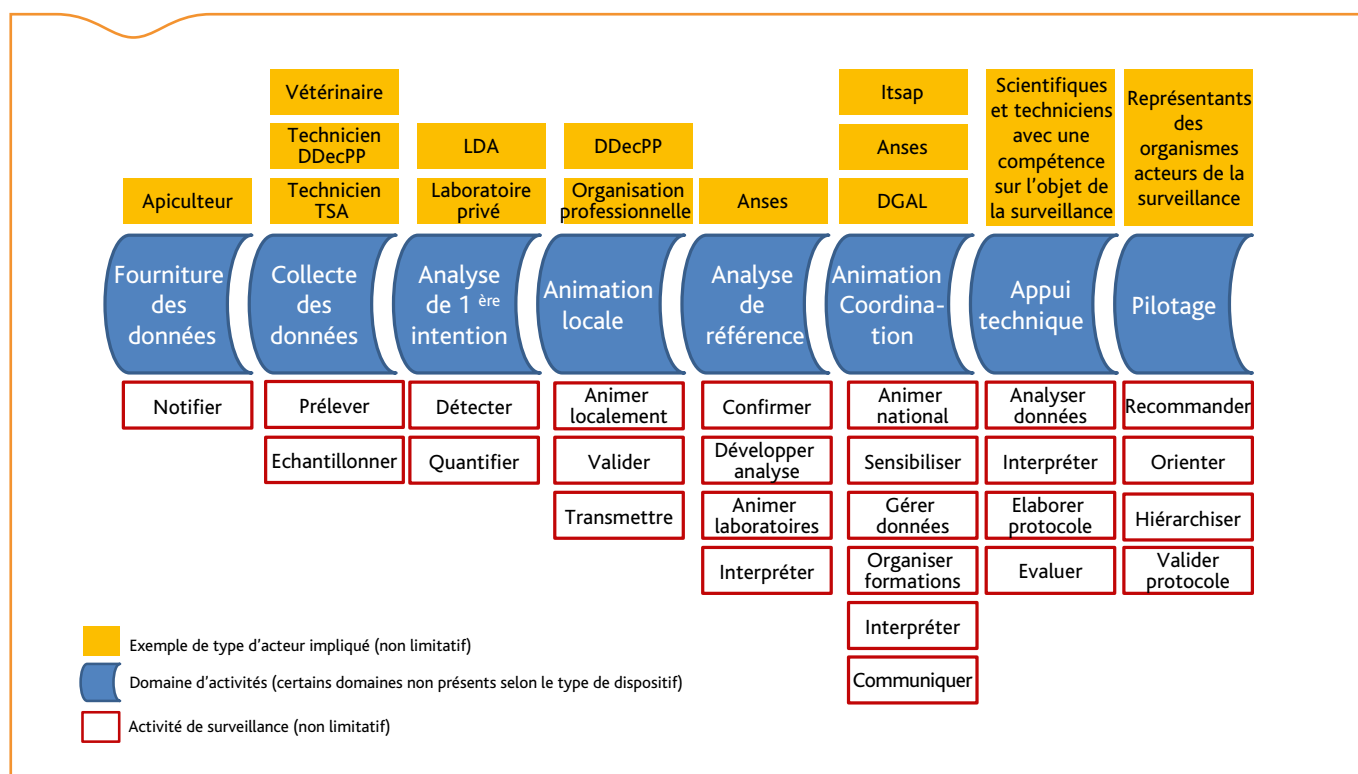 Vétérinaire
Technicien
DDecPP
Technicien
TSA
LDA
Laboratoire
privé
DDecPP
Organisation
professionnelle
Apiculteur
Anses
Itsap
Anses
DGAL
Scientifiques
et techniciens
avec une
compétence
sur l'objet de
la surveillance
Représentants
des
organismes
acteurs de la
surveillance
Fourniture
des
données
Collecte
des
données
Analyse
de 1 ère
intention
Animation
locale
Analyse
de
référence
Animation
Coordina-
tion
Appui
technique
Pilotage
Notifier
Prélever
Echantillonner
Détecter
Quantifier
Animer
localement
Valider
Transmettre
Confirmer
Développer
analyse
Animer
laboratoires
Interpréter
Animer
national
Sensibiliser
Gérer
données
Organiser
formations
Interpréter
Communiquer
Analyser
données
Interpréter
Elaborer
protocole
Evaluer
Recommander
Orienter
Hiérarchiser
Valider
protocole
Exemple de type d'acteur impliqué (non limitatif)
Domaine d'activités (certains domaines non présents selon le type de dispositif)
Activité de surveillance (non limitatif)